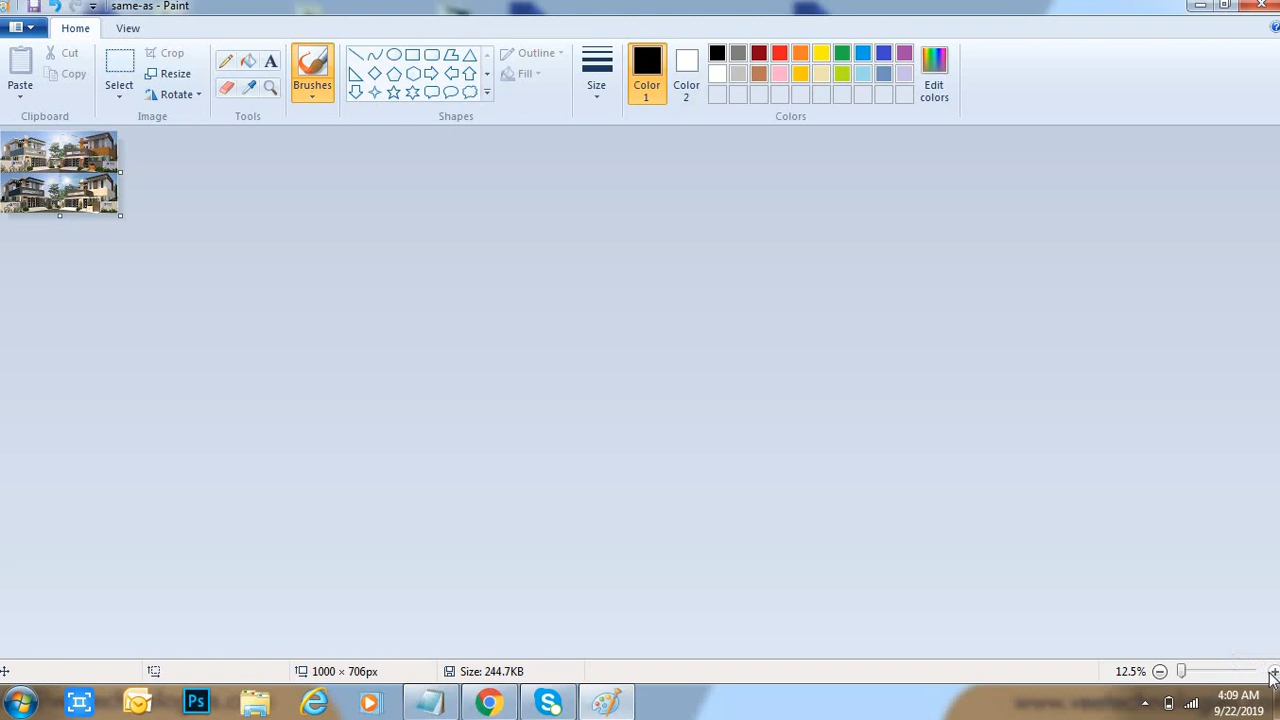 same-as - Paint
Home
View
Paste
Cut
Copy
Clipboard
Select
Crop
Resize
Rotate
Image
Tools
Brushes
Shapes
Outline
Fill
Size
Color 1
Color 2
Edit colors
Colors
1000 × 706px
Size: 244.7KB
12.5%
4:09 AM
9/22/2019